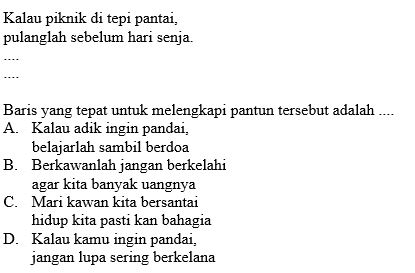 Kalau piknik di tepi pantai,
pulanglah sebelum hari senja.
....
....
Baris yang tepat untuk melengkapi pantun tersebut adalah ....
A. Kalau adik ingin pandai,
belajarlah sambil berdoa
B. Berkawanlah jangan berkelahi
agar kita banyak uangnya
C. Mari kawan kita bersantai
hidup kita pasti kan bahagia
D. Kalau kamu ingin pandai,
jangan lupa sering berkelana